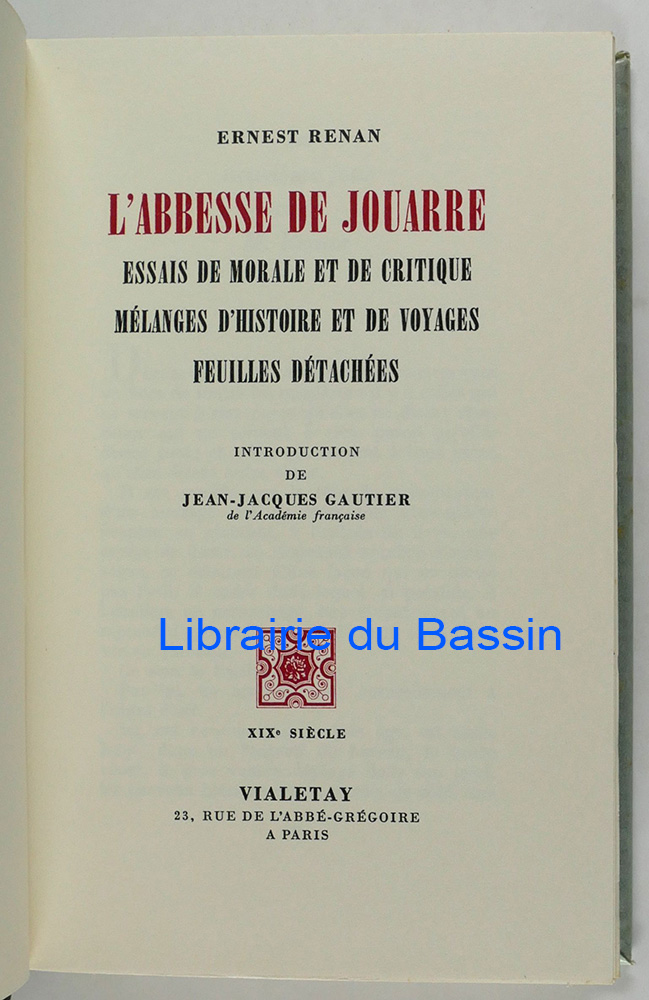 ERNEST RENAN
L'ABBESSE DE JOUARRE
ESSAIS DE MORALE ET DE CRITIQUE
MÉLANGES D'HISTOIRE ET DE VOYAGES
FEUILLES DÉTACHÉES
INTRODUCTION
DE
JEAN-JACQUES GAUTIER
de l'Académie française
Librairie du Bassin
XIXe SIÈCLE
VIALETAY
23, RUE DE L'ABBÉ-GRÉGOIRE
A PARIS